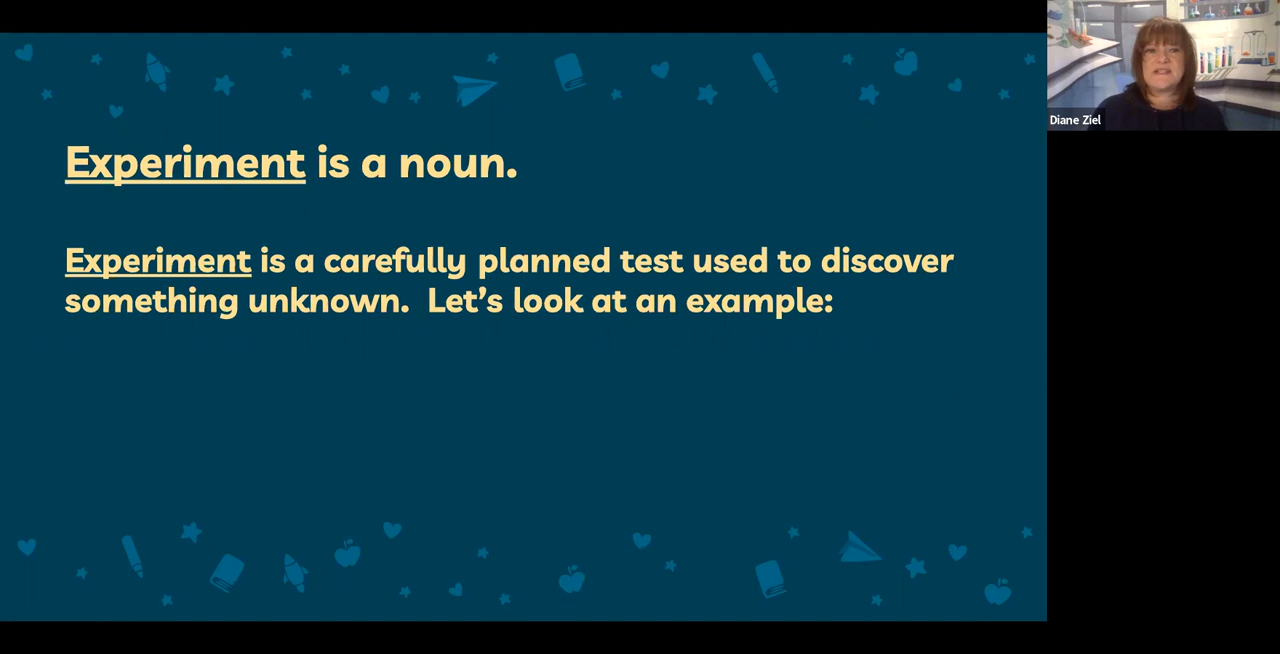 Experiment is a noun.
Experiment is a carefully planned test used to discover
something unknown.  Let’s look at an example:
Diane Ziel